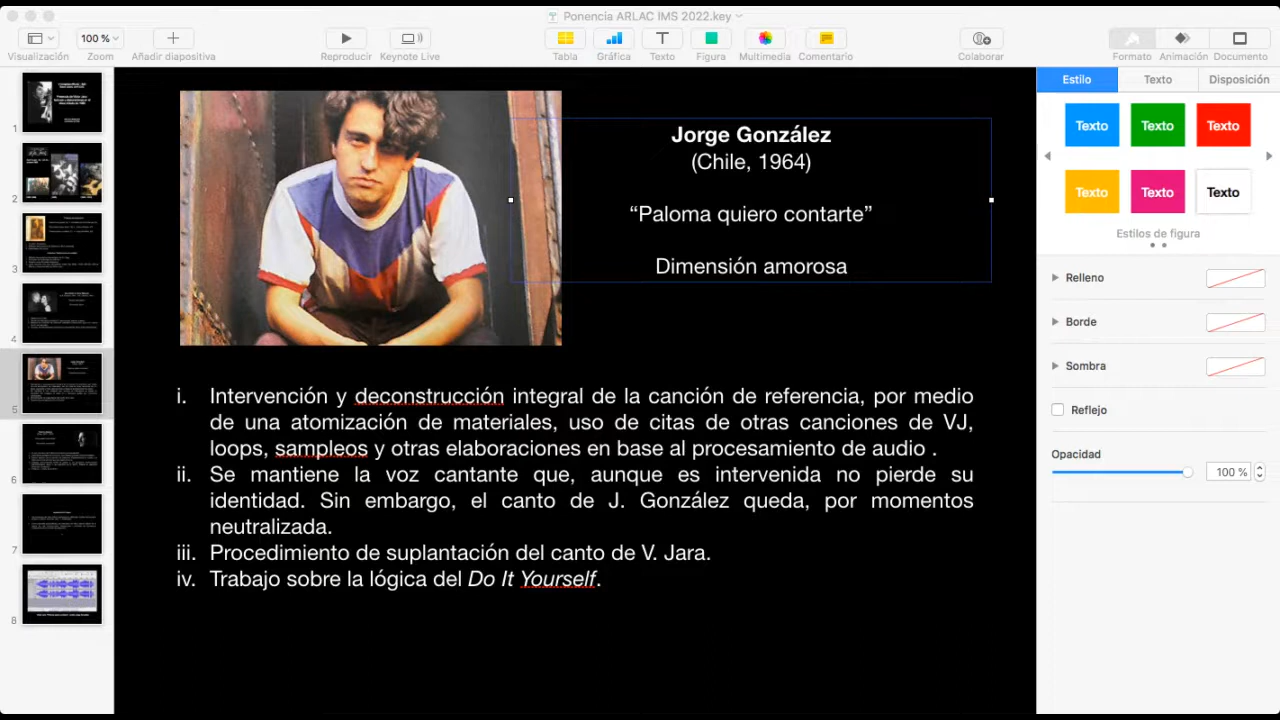 Ponencia ARLAC IMS 2022.key
100 %
Visualización
Zoom
Añadir diapositiva
Reproducir
Keynote Live
Tabla
Gráfica
Texto
Figura
Multimedia
Comentario
Colaborar
Formato
Animación
Documento
1
2
3
4
5
6
7
8
Jorge González
(Chile, 1964)
“Paloma quiero contarte”
Dimensión amorosa
i. Intervención y deconstrucción integral de la canción de referencia, por medio
de una atomización de materiales, uso de citas de otras canciones de VJ,
loops, sampleos y otras elaboraciones en base al procesamiento de audio .
ii. Se mantiene la voz cantante que, aunque es intervenida no pierde su
identidad. Sin embargo, el canto de J. González queda, por momentos
neutralizada.
iii. Procedimiento de suplantación del canto de V. Jara.
iv. Trabajo sobre la lógica del Do It Yourself.
Estilo
Texto
Disposición
Texto
Texto
Texto
Texto
Texto
Texto
Estilos de figura
Relleno
Borde
Sombra
Reflejo
Opacidad
100 %